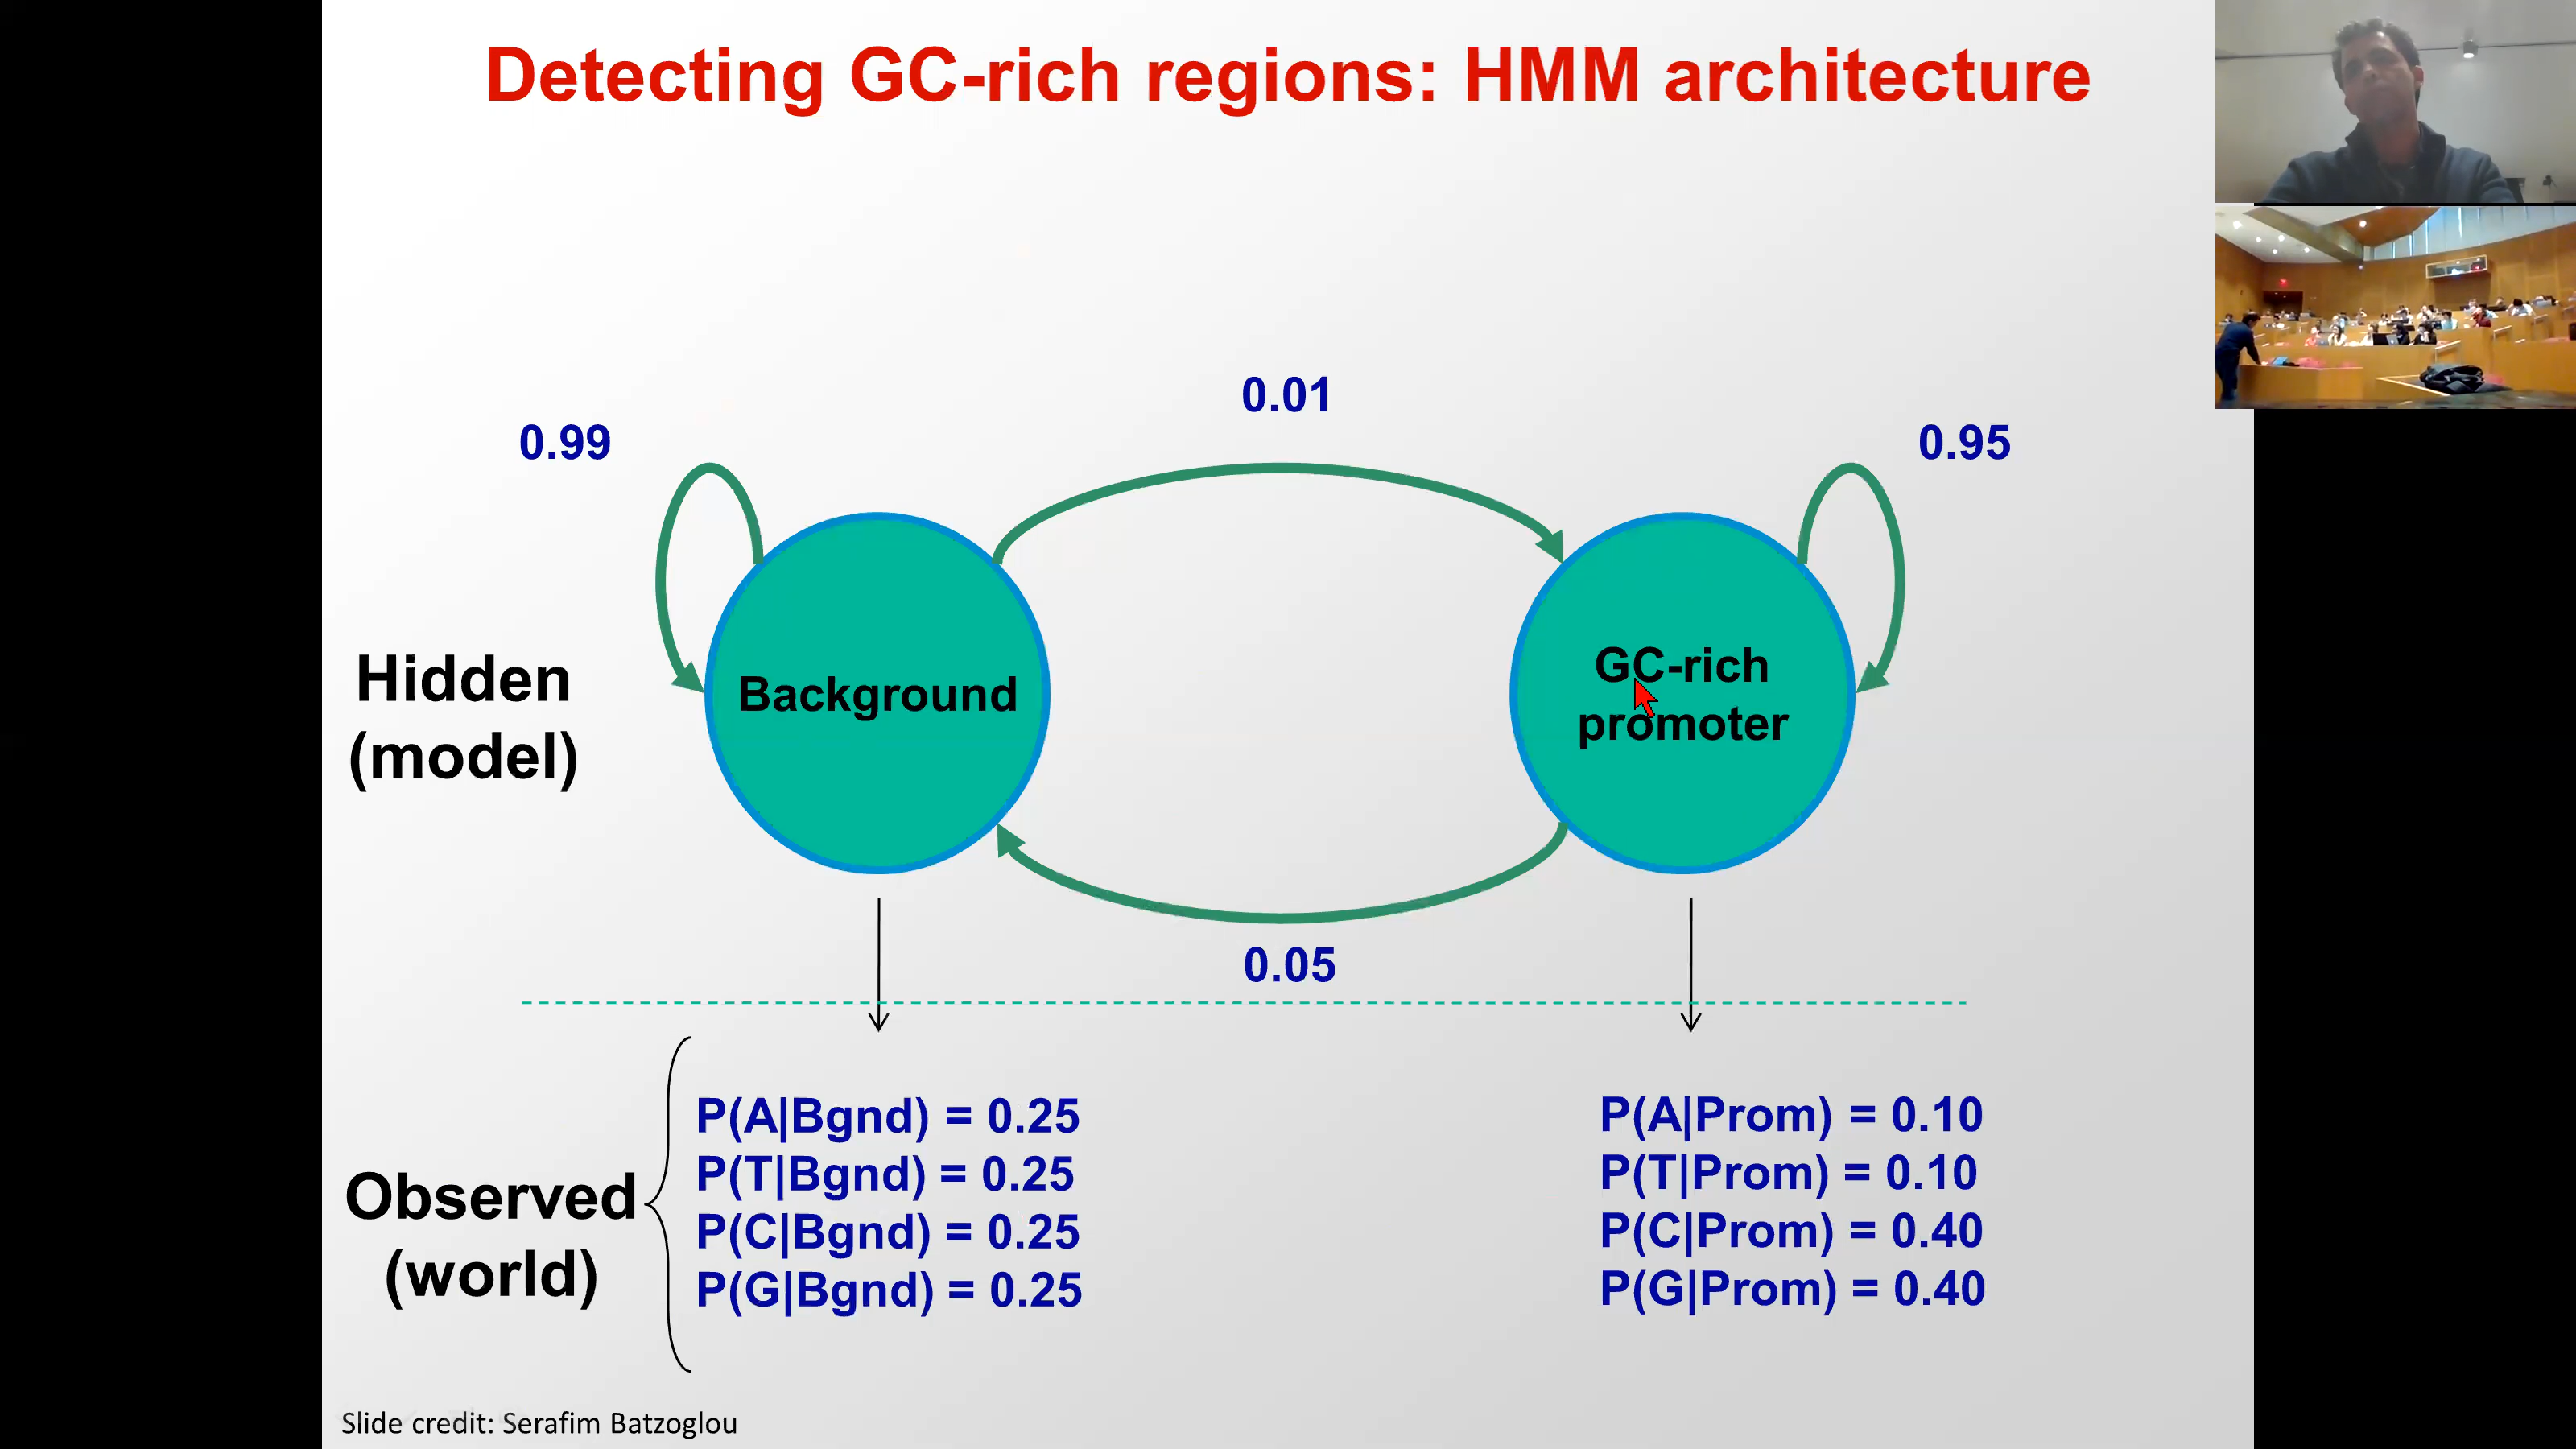 Detecting GC-rich regions: HMM architecture
0.01
0.99
0.95
Hidden
(model)
Background
GC-rich
promoter
0.05
Observed
(world)
P(A|Bgnd) = 0.25
P(T|Bgnd) = 0.25
P(C|Bgnd) = 0.25
P(G|Bgnd) = 0.25
P(A|Prom) = 0.10
P(T|Prom) = 0.10
P(C|Prom) = 0.40
P(G|Prom) = 0.40
Slide credit: Serafim Batzoglou